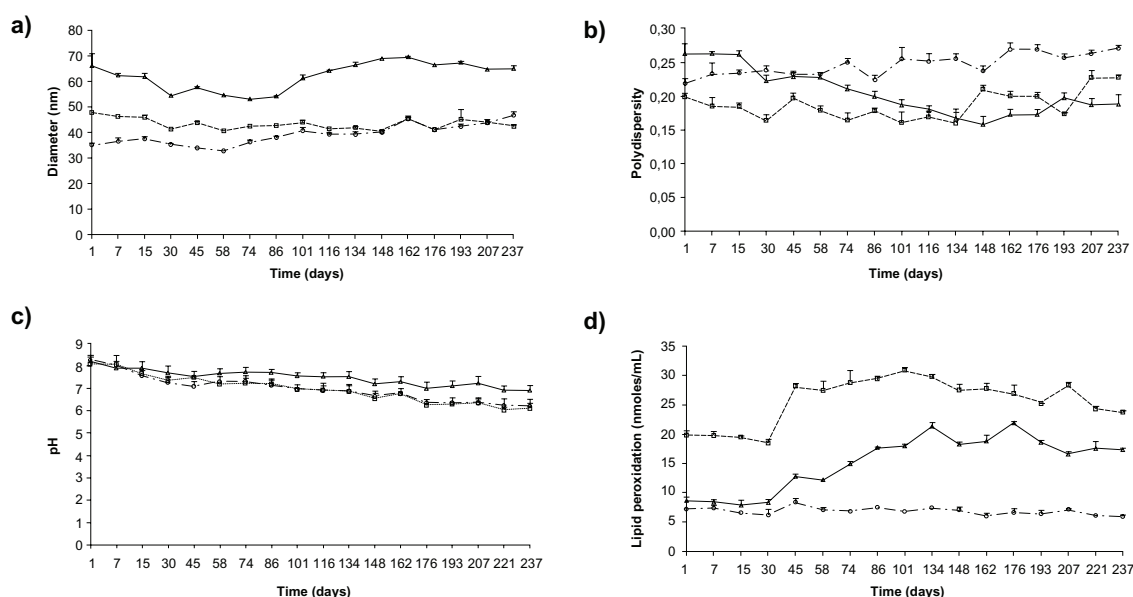 a)
Diameter (nm)
80
70
60
50
40
30
20
10
0
1 7 15 30 45 58 74 86 101 116 134 148 162 176 193 207 237
Time (days)
b)
Polydispersity
0,30
0,25
0,20
0,15
0,10
0,05
0,00
1 7 15 30 45 58 74 86 101 116 134 148 162 176 193 207 237
Time (days)
c)
pH
9
8
7
6
5
4
3
2
1
0
1 7 15 30 45 58 74 86 101 116 134 148 162 176 193 207 221 237
Time (days)
d)
Lipid peroxidation (nmoles/mL)
35
30
25
20
15
10
5
0
1 7 15 30 45 58 74 86 101 134 148 162 176 193 207 221 237
Time (days)